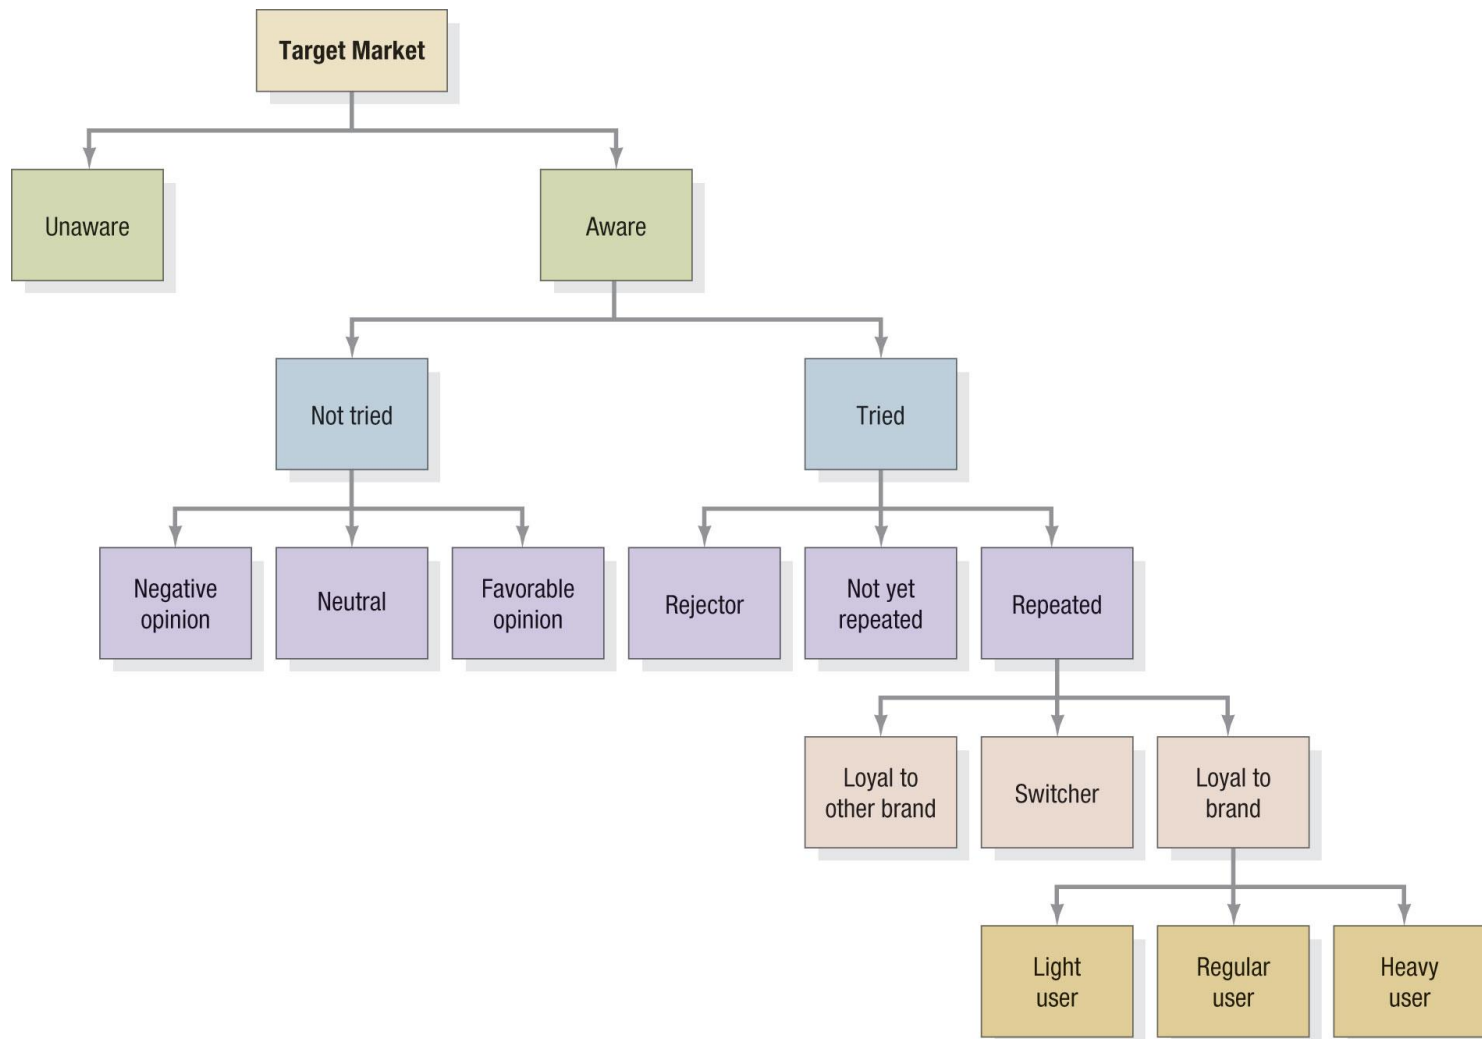 Target Market
Unaware
Aware
Not tried
Tried
Negative
opinion
Neutral
Favorable
opinion
Rejector
Not yet
repeated
Repeated
Loyal to
other brand
Switcher
Loyal to
brand
Light
user
Regular
user
Heavy
user